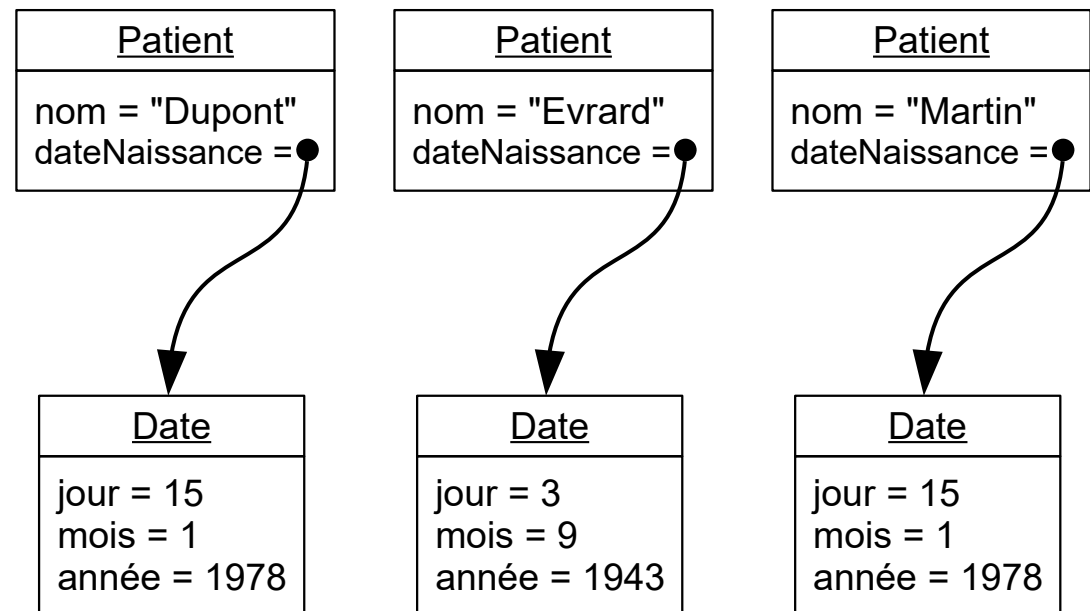 Patient
nom = "Dupont"
dateNaissance =
Patient
nom = "Evrard"
dateNaissance =
Patient
nom = "Martin"
dateNaissance =
Date
jour = 15
mois = 1
année = 1978
Date
jour = 3
mois = 9
année = 1943
Date
jour = 15
mois = 1
année = 1978